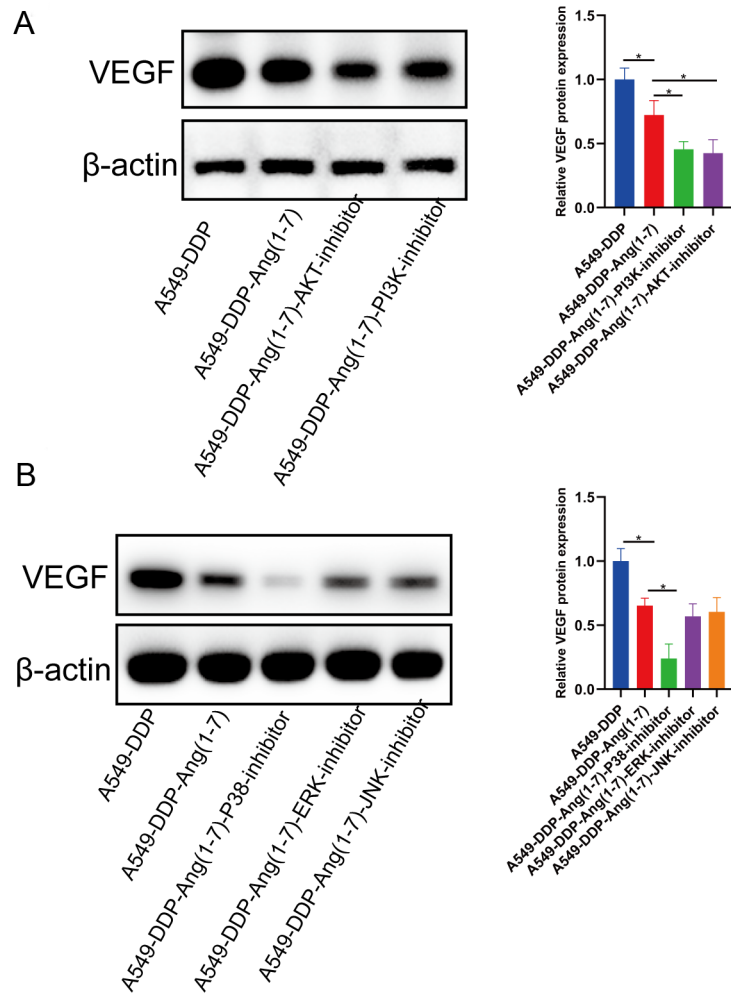 A
VEGF
β-actin
A549-DDP
A549-DDP-Ang(1-7)
A549-DDP-Ang(1-7)-AKT-inhibitor
A549-DDP-Ang(1-7)-PI3K-inhibitor
Relative VEGF protein expression
1.5
1.0
0.5
0.0
*
*
*
A549-DDP
A549-DDP-Ang(1-7)
A549-DDP-Ang(1-7)-PI3K-inhibitor
A549-DDP-Ang(1-7)-AKT-inhibitor
B
VEGF
β-actin
A549-DDP
A549-DDP-Ang(1-7)
A549-DDP-Ang(1-7)-P38-inhibitor
A549-DDP-Ang(1-7)-ERK-inhibitor
A549-DDP-Ang(1-7)-JNK-inhibitor
Relative VEGF protein expression
1.5
1.0
0.5
0.0
*
*
A549-DDP
A549-DDP-Ang(1-7)
A549-DDP-Ang(1-7)-P38-inhibitor
A549-DDP-Ang(1-7)-ERK-inhibitor
A549-DDP-Ang(1-7)-JNK-inhibitor